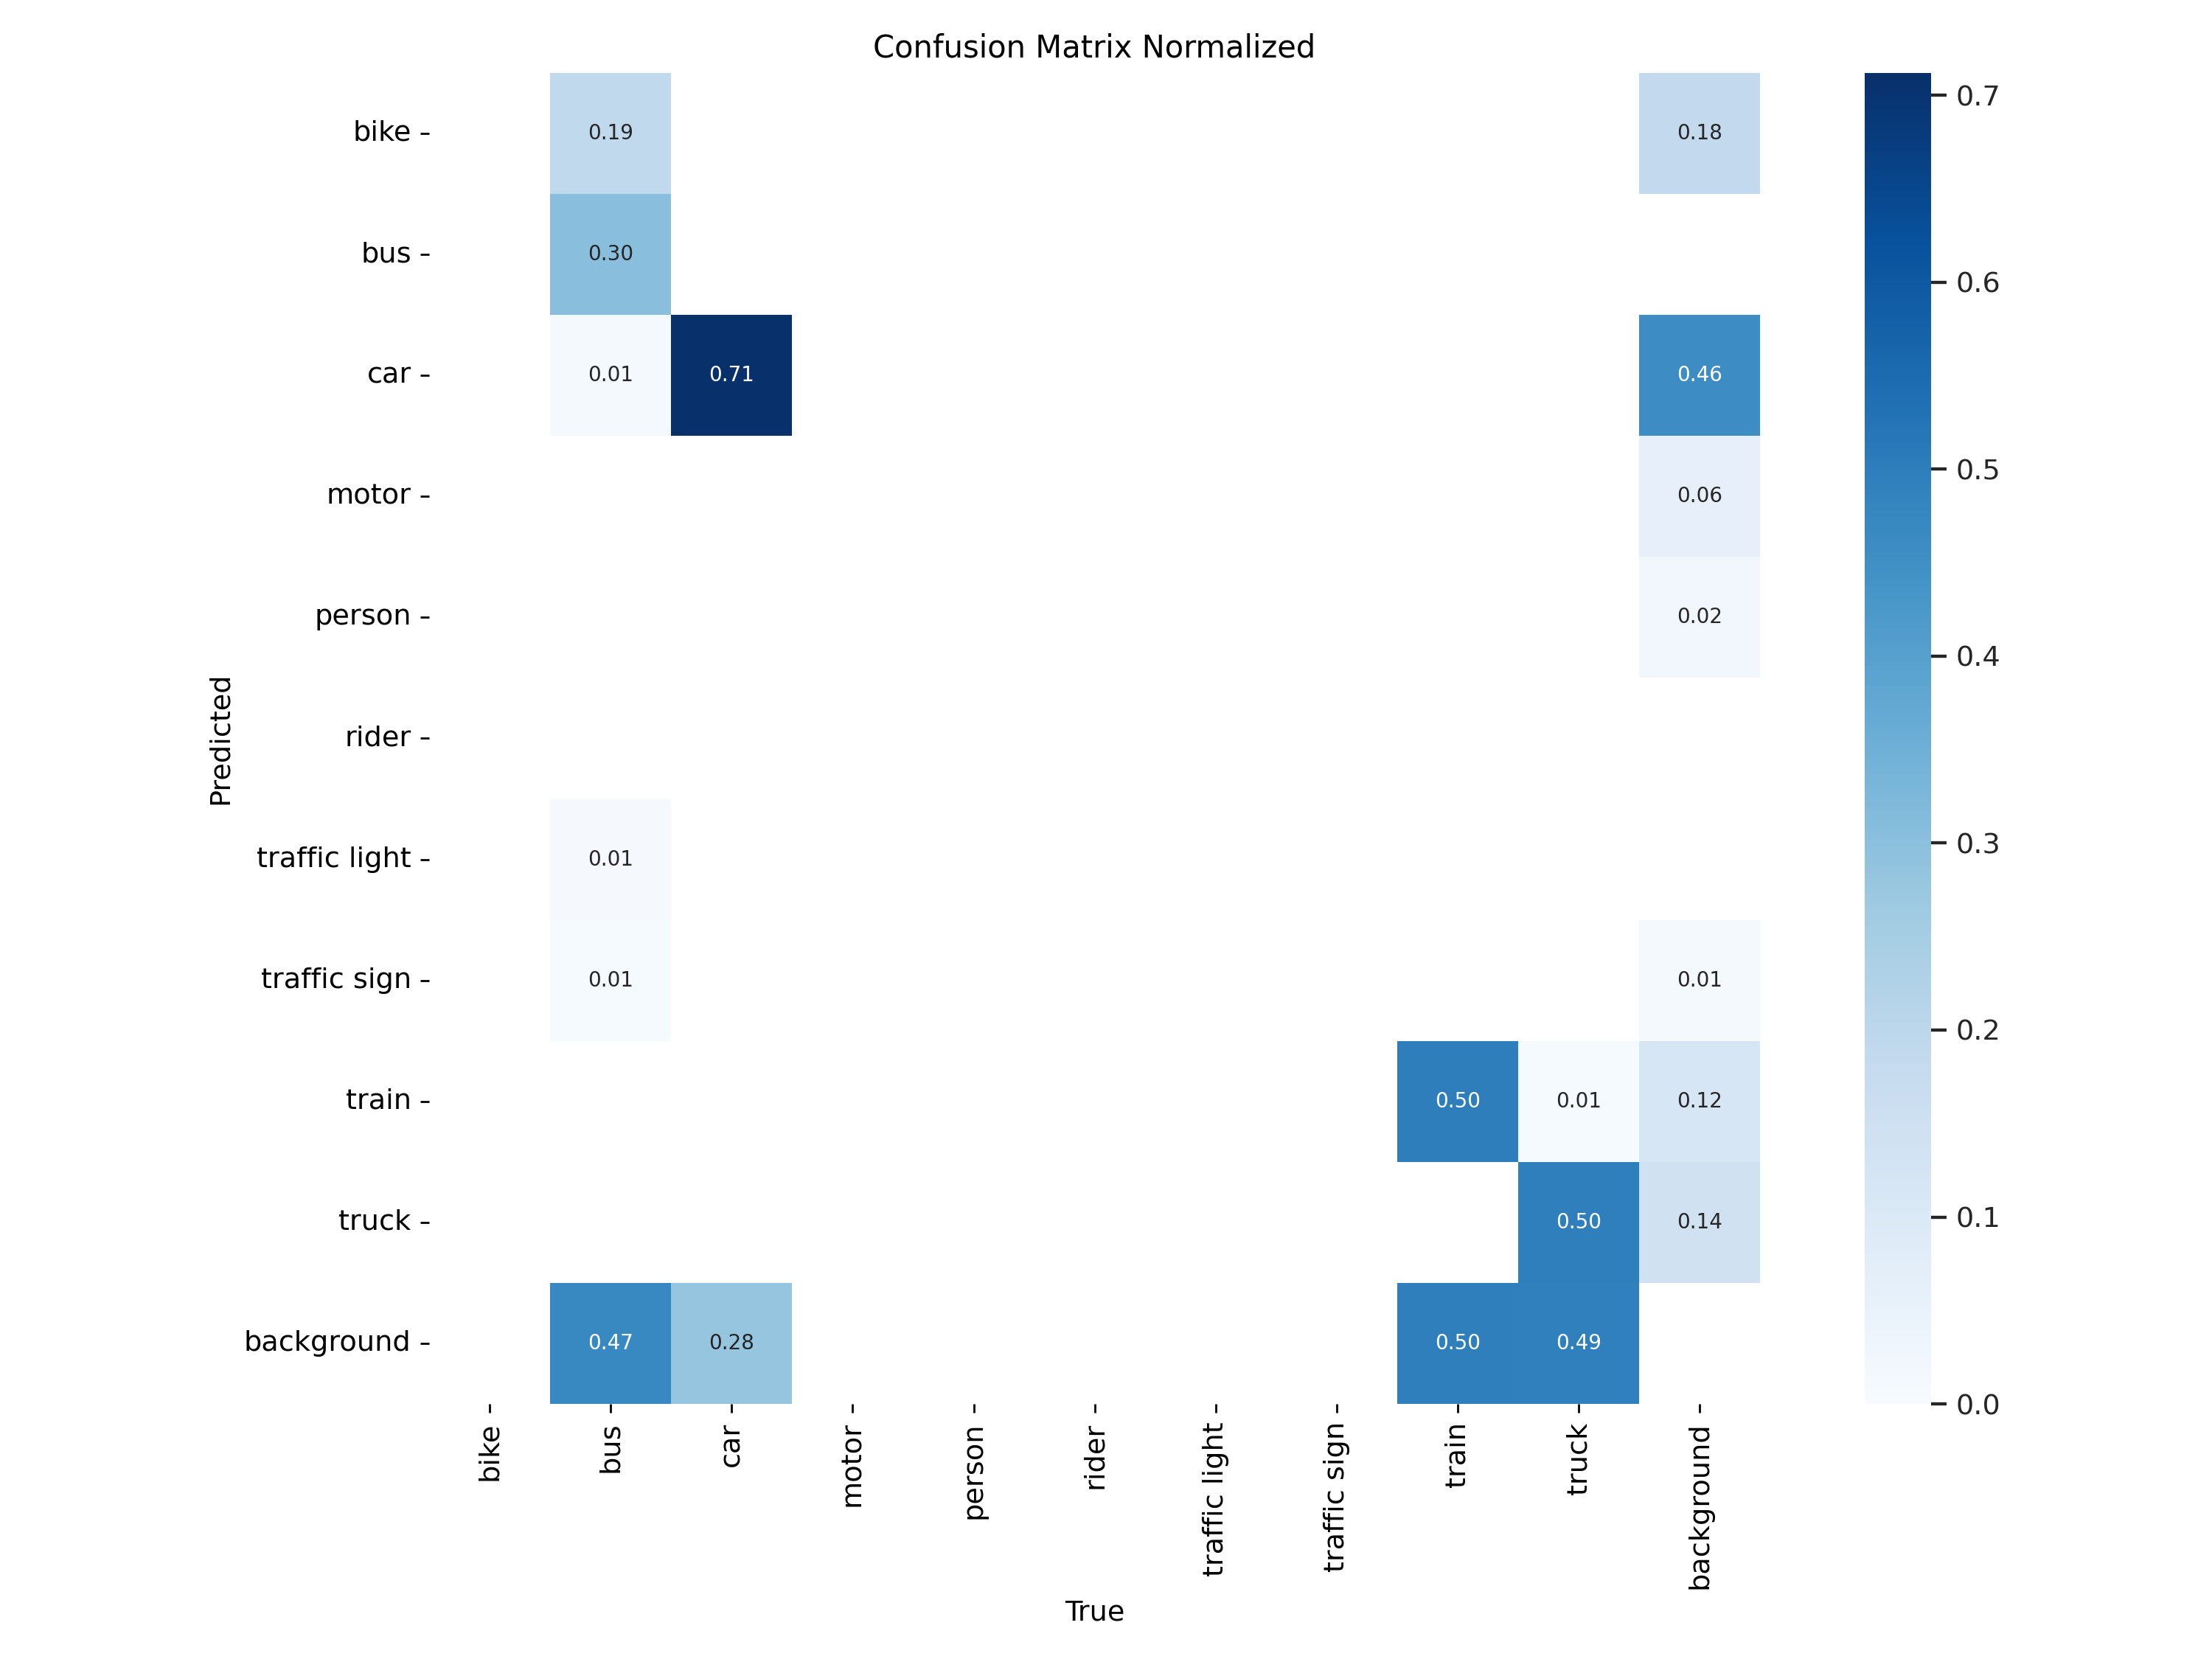 Confusion Matrix Normalized
bike 0.19 0.18 0.7
bus 0.30 0.6
car 0.01 0.71 0.46
motor 0.06 0.5
person 0.02 0.4
Predicted
rider
traffic light 0.01 0.3
traffic sign 0.01 0.01 0.2
train 0.50 0.01 0.12
truck 0.50 0.14 0.1
background 0.47 0.28 0.50 0.49 0.0
bike bus car motor person rider traffic light traffic sign train truck background
True